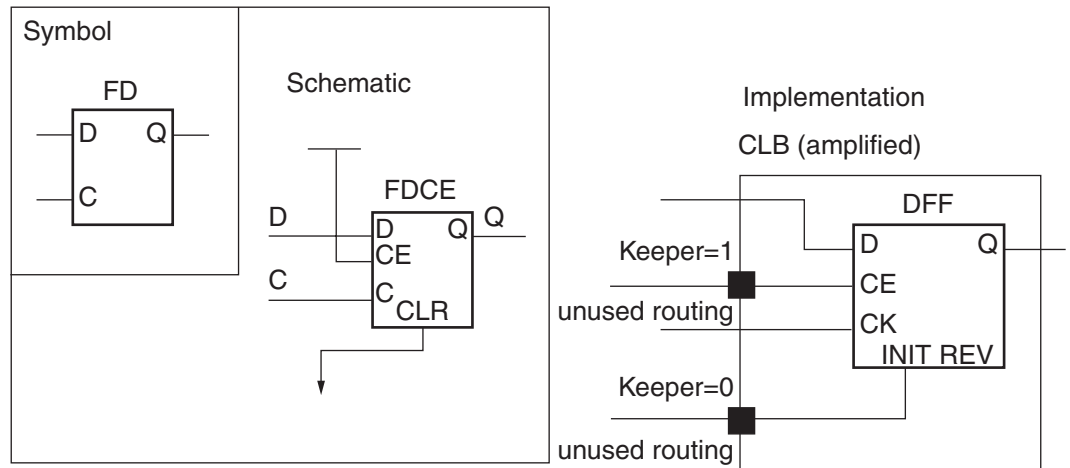 Symbol
FD
D Q
C
Schematic
FDCE
D
D Q
Q
CE
C
C
CLR
Implementation
CLB (amplified)
DFF
D Q
Keeper=1
CE
unused routing
CK
INIT REV
Keeper=0
unused routing